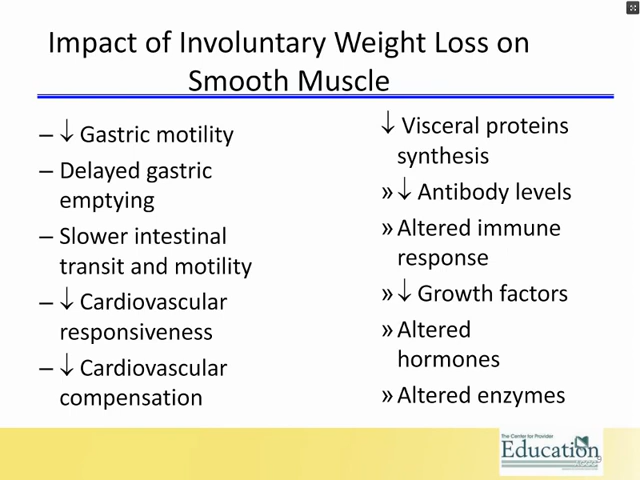 Impact of Involuntary Weight Loss on
Smooth Muscle
– ↓ Gastric motility
– Delayed gastric
emptying
– Slower intestinal
transit and motility
– ↓ Cardiovascular
responsiveness
– ↓ Cardiovascular
compensation
↓ Visceral proteins
synthesis
» ↓ Antibody levels
» Altered immune
response
» ↓ Growth factors
» Altered
hormones
» Altered enzymes
The Center for Provider
Education